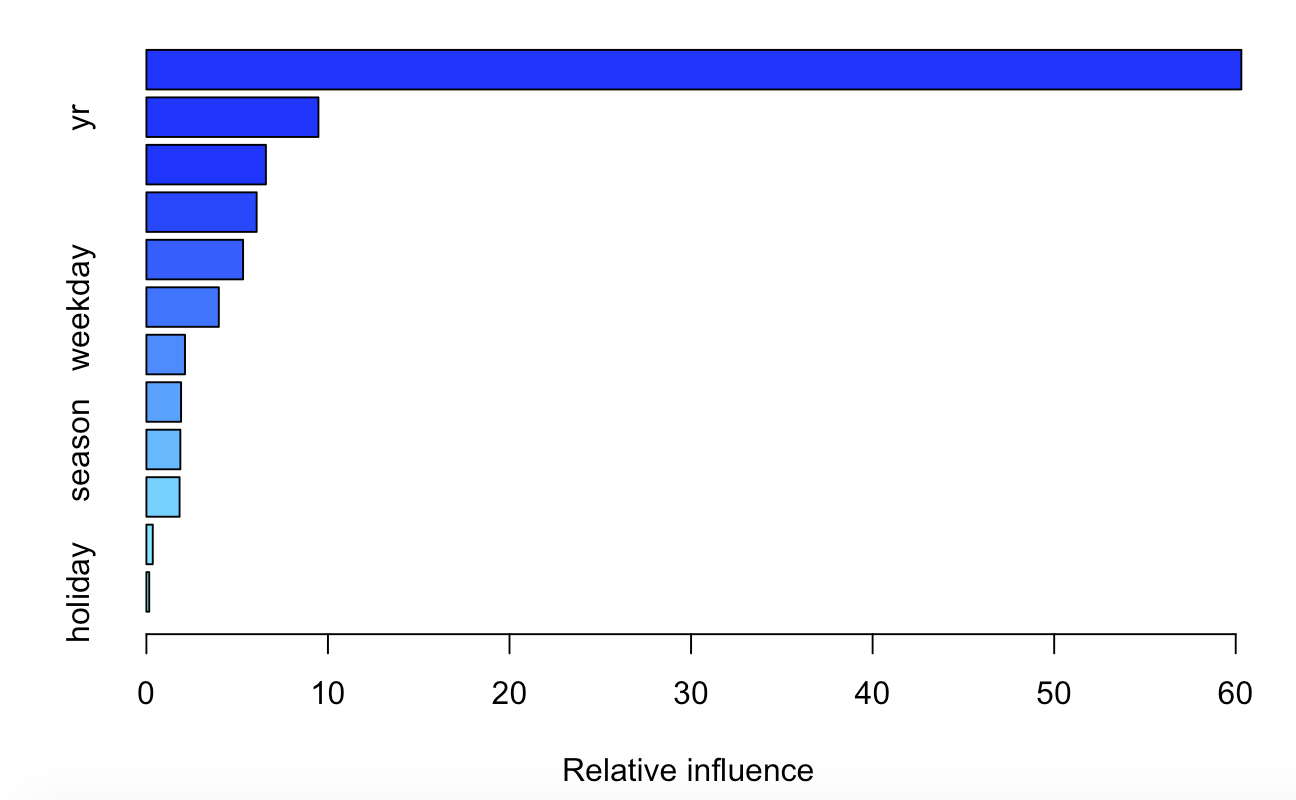 yr
weekday
season
holiday
0 10 20 30 40 50 60
Relative influence